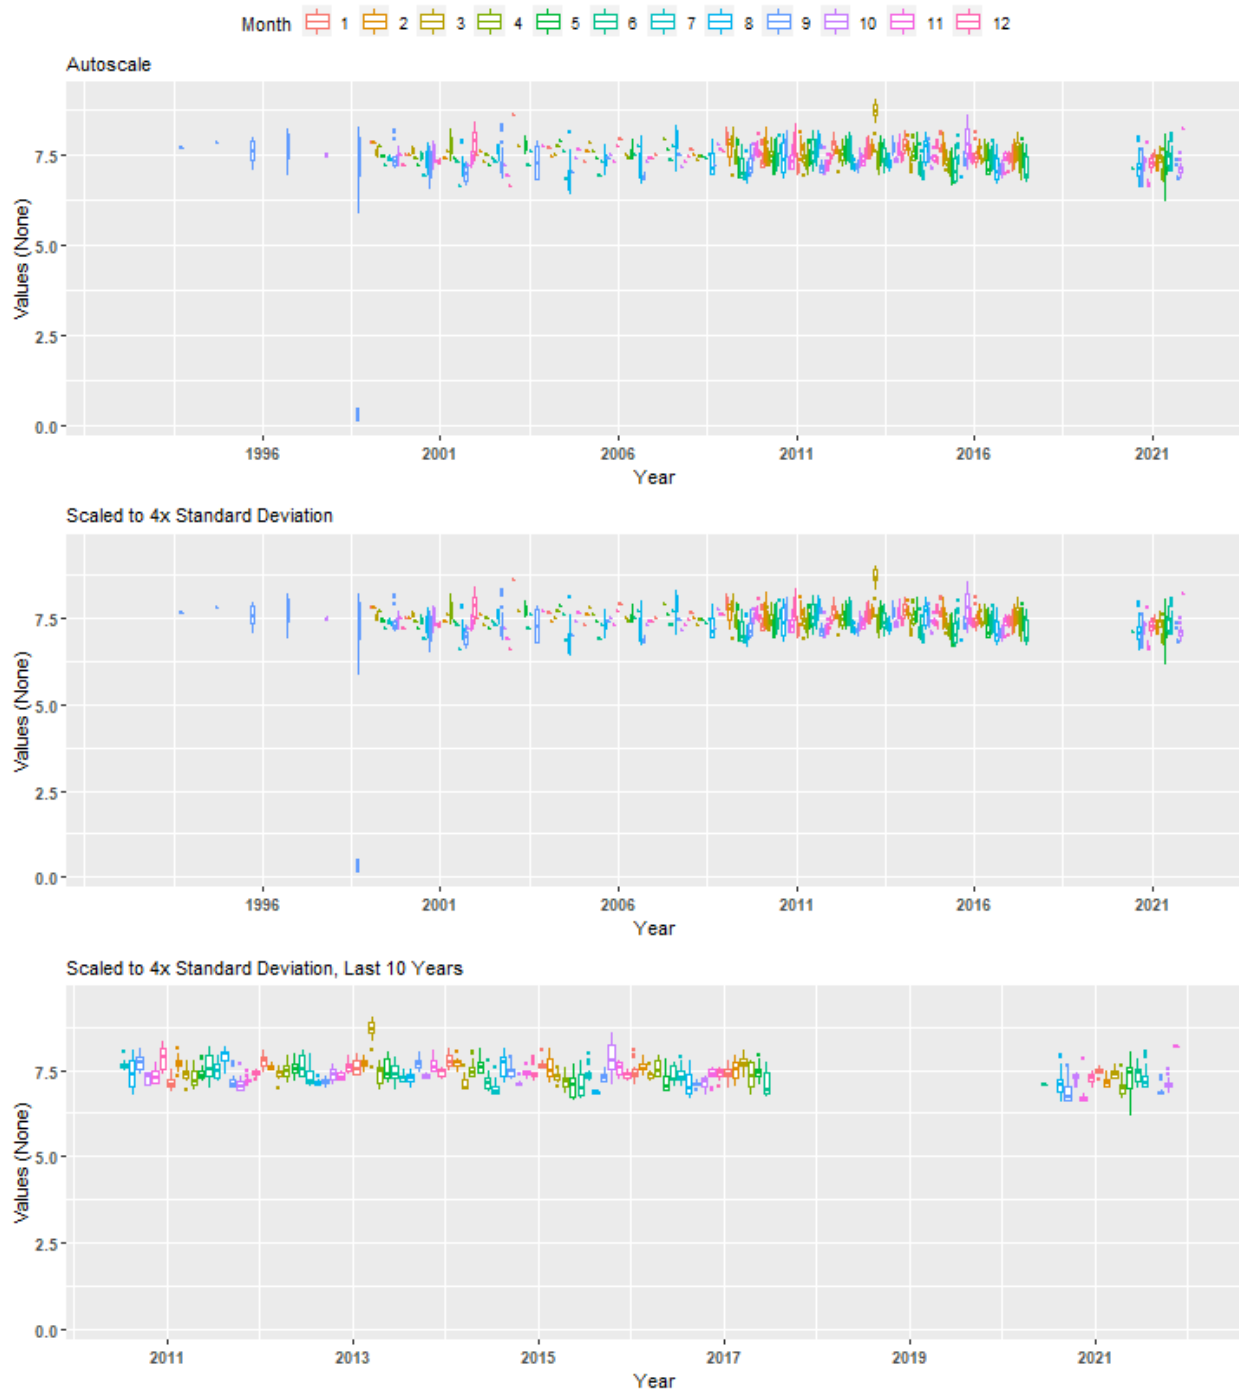 Month 1 2 3 4 5 6 7 8 9 10 11 12
Autoscale
Values (None)
7.5
5.0
2.5
0.0
1996 2001 2006 2011 2016 2021
Year
Scaled to 4x Standard Deviation
Values (None)
7.5
5.0
2.5
0.0
1996 2001 2006 2011 2016 2021
Year
Scaled to 4x Standard Deviation, Last 10 Years
Values (None)
7.5
5.0
2.5
0.0
2011 2013 2015 2017 2019 2021
Year